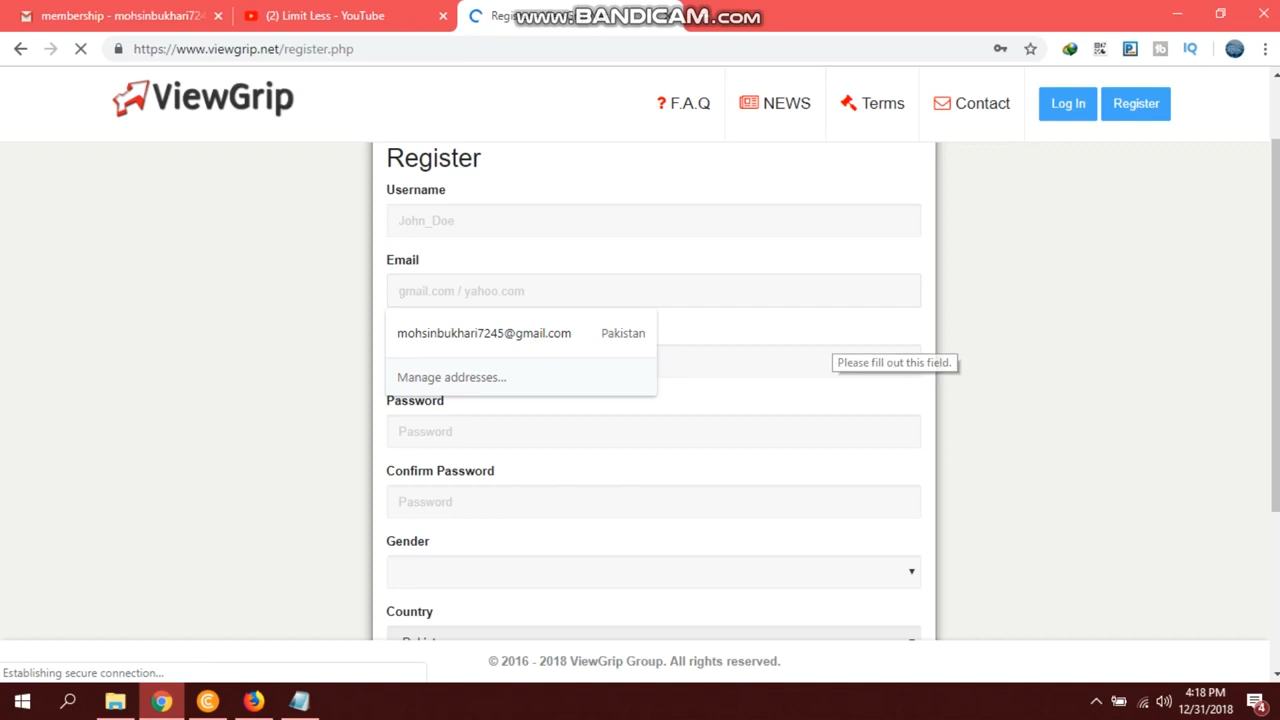 membership - mohsinbukhari724
(2) Limit Less - YouTube
Regis
www.BANDICAM.com
https://www.viewgrip.net/register.php
ViewGrip
? F.A.Q
NEWS
Terms
Contact
Log In
Register
Register
Username
John_Doe
Email
gmail.com / yahoo.com
mohsinbukhari7245@gmail.com
Pakistan
Please fill out this field.
Manage addresses...
Password
Password
Confirm Password
Password
Gender
Country
© 2016 - 2018 ViewGrip Group. All rights reserved.
Establishing secure connection...
4:18 PM
12/31/2018
4